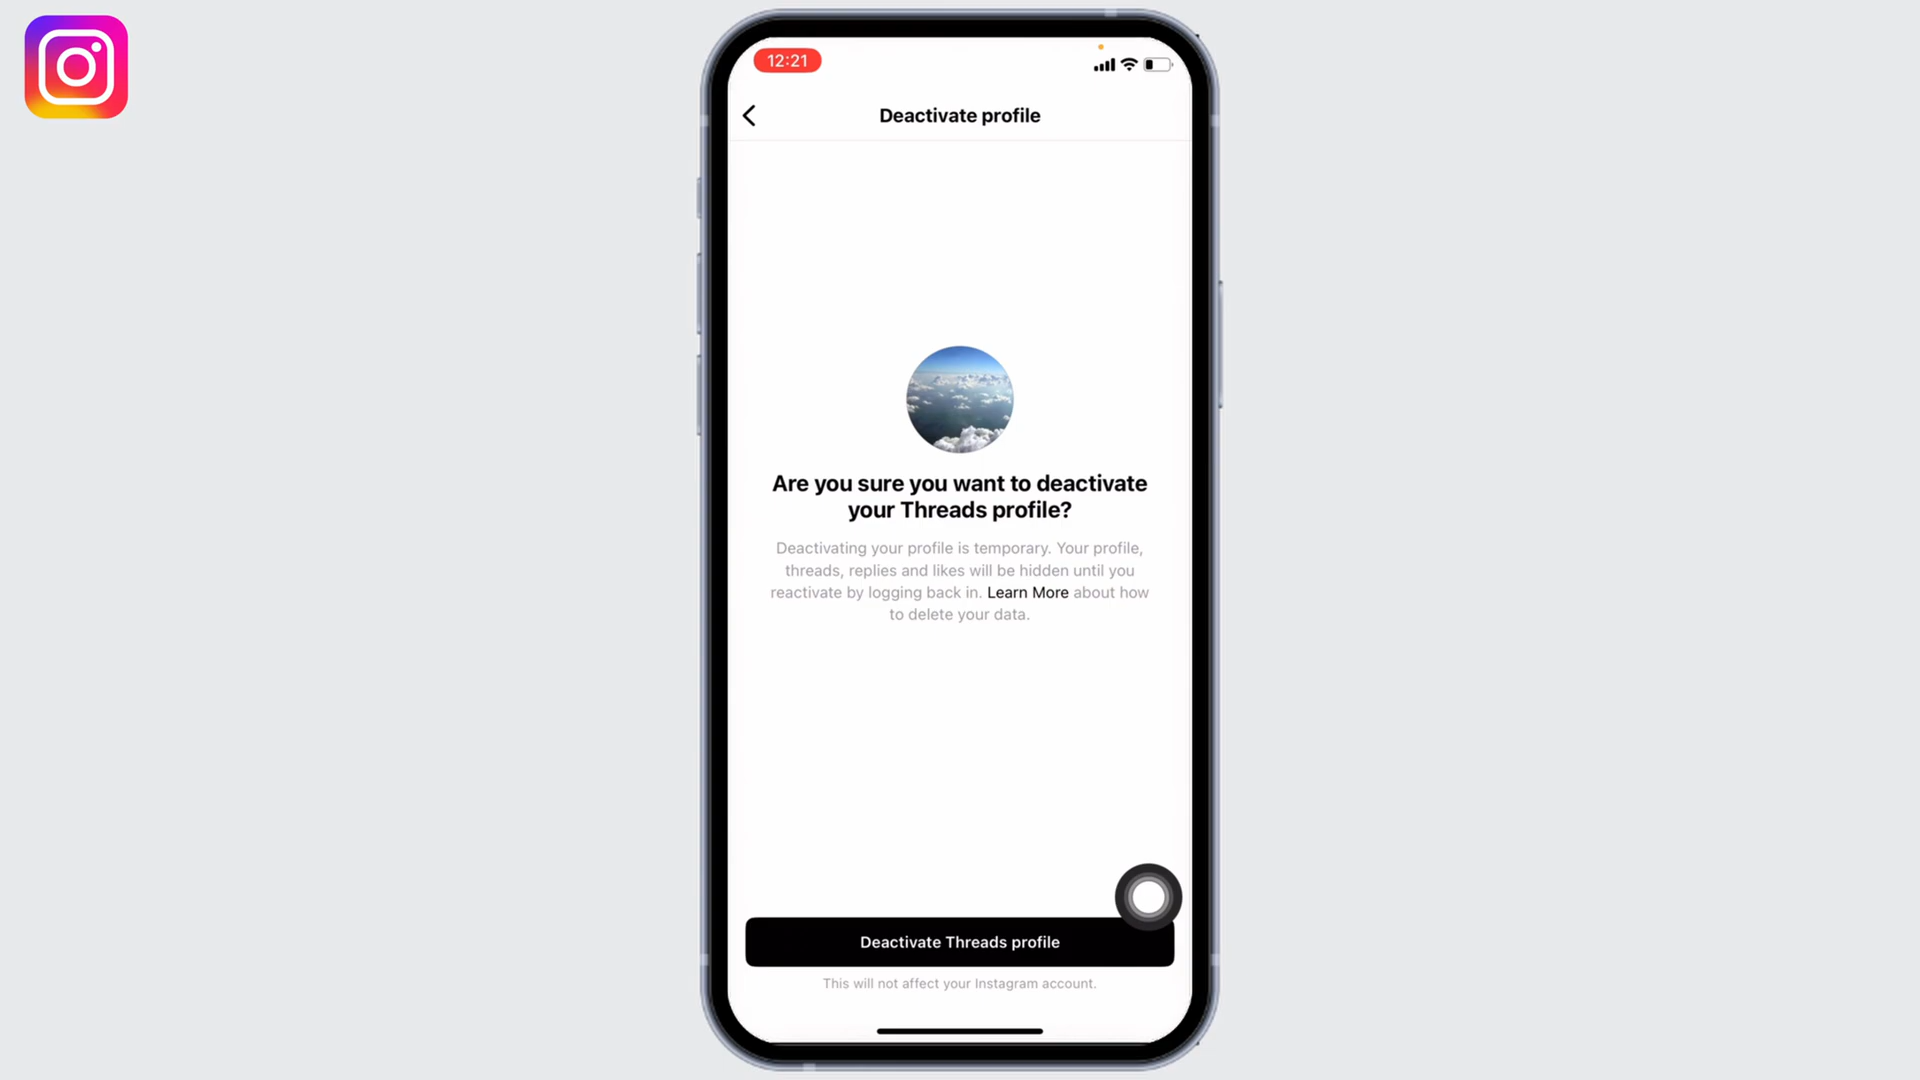 12:21
Deactivate profile
Are you sure you want to deactivate
your Threads profile?
Deactivating your profile is temporary. Your profile,
threads, replies and likes will be hidden until you
reactivate by logging back in. Learn More about how
to delete your data.
Deactivate Threads profile
This will not affect your Instagram account.